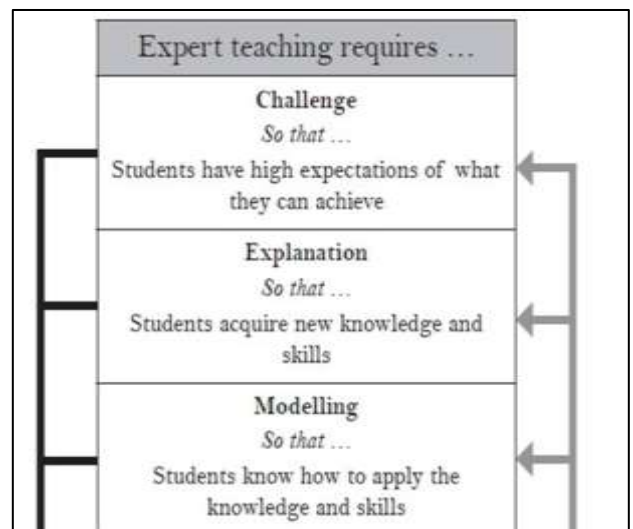 Expert teaching requires …
Challenge
So that …
Students have high expectations of what
they can achieve
Explanation
So that …
Students acquire new knowledge and
skills
Modelling
So that …
Students know how to apply the
knowledge and skills